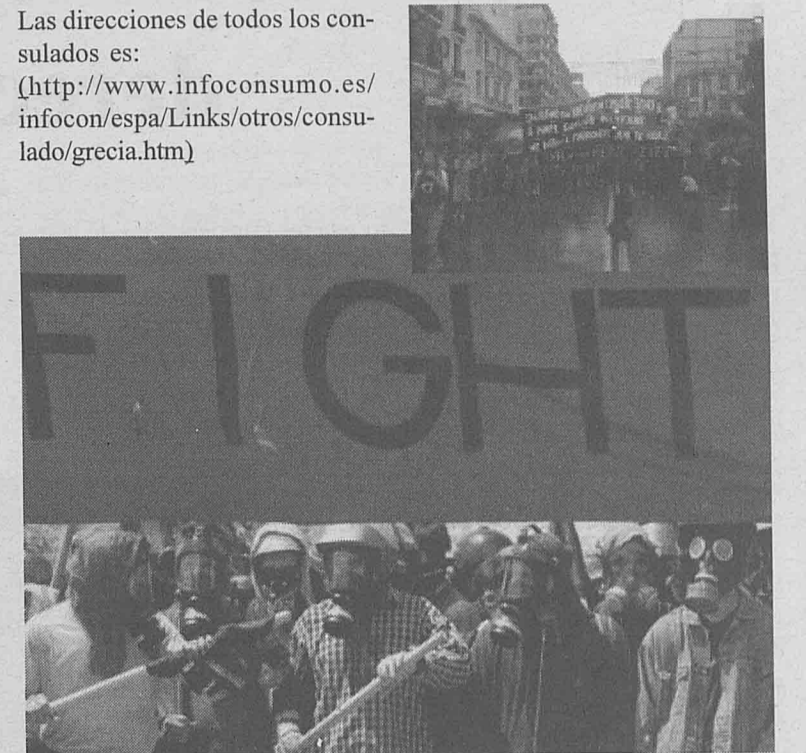 Las direcciones de todos los con-
sulados es:
(http://www.infoconsumo.es/
infocon/espa/Links/otros/consu-
lado/grecia.htm)
FIGHT